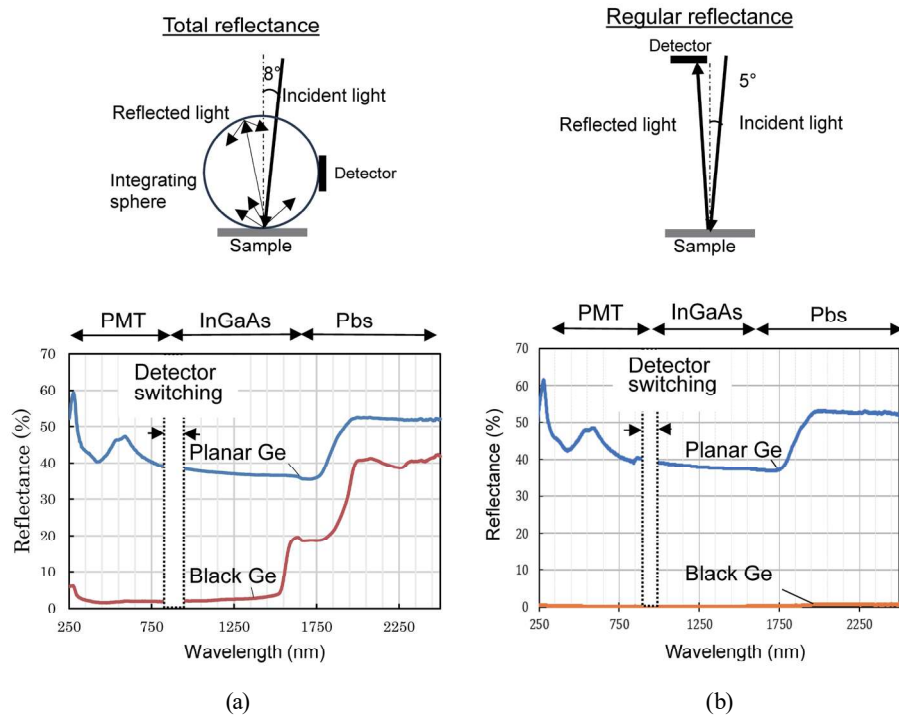 Total reflectance
8°
Incident light
Reflected light
Integrating
sphere
Detector
Sample
PMT
InGaAs
Pbs
70
60
50
40
30
20
10
0
Reflectance (%)
Detector
switching
Planar Ge
Black Ge
250
750
1250
1750
2250
Wavelength (nm)
(a)
Regular reflectance
Detector
5°
Reflected light
Incident light
Sample
PMT
InGaAs
Pbs
70
60
50
40
30
20
10
0
Reflectance (%)
Detector
switching
Planar Ge
Black Ge
250
750
1250
1750
2250
Wavelength (nm)
(b)